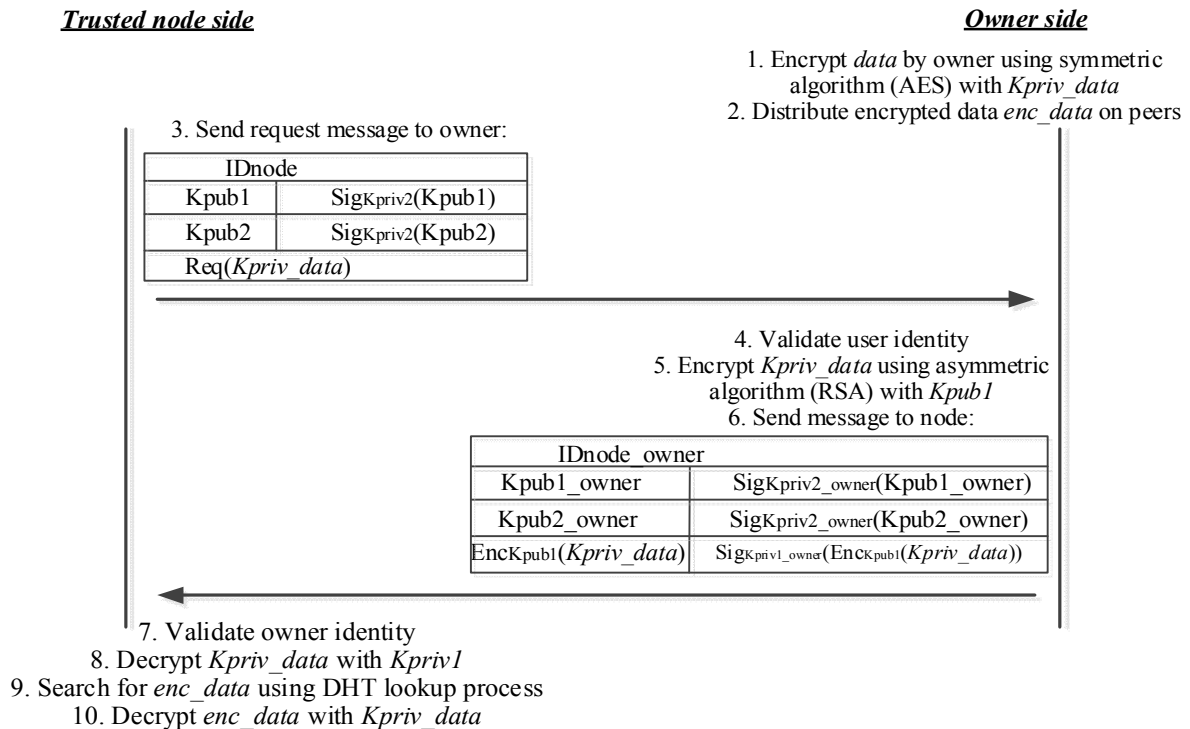 Trusted node side
Owner side
1. Encrypt data by owner using symmetric
algorithm (AES) with Kpriv_data
2. Distribute encrypted data enc_data on peers
3. Send request message to owner:
IDnode
Kpub1 SigKpriv2(Kpub1)
Kpub2 SigKpriv2(Kpub2)
Req(Kpriv_data)
4. Validate user identity
5. Encrypt Kpriv_data using asymmetric
algorithm (RSA) with Kpub1
6. Send message to node:
IDnode_owner
Kpub1_owner SigKpriv2_owner(Kpub1_owner)
Kpub2_owner SigKpriv2_owner(Kpub2_owner)
EncKpub1(Kpriv_data) SigKpriv1_owner(EncKpub1(Kpriv_data))
7. Validate owner identity
8. Decrypt Kpriv_data with Kpriv1
9. Search for enc_data using DHT lookup process
10. Decrypt enc_data with Kpriv_data